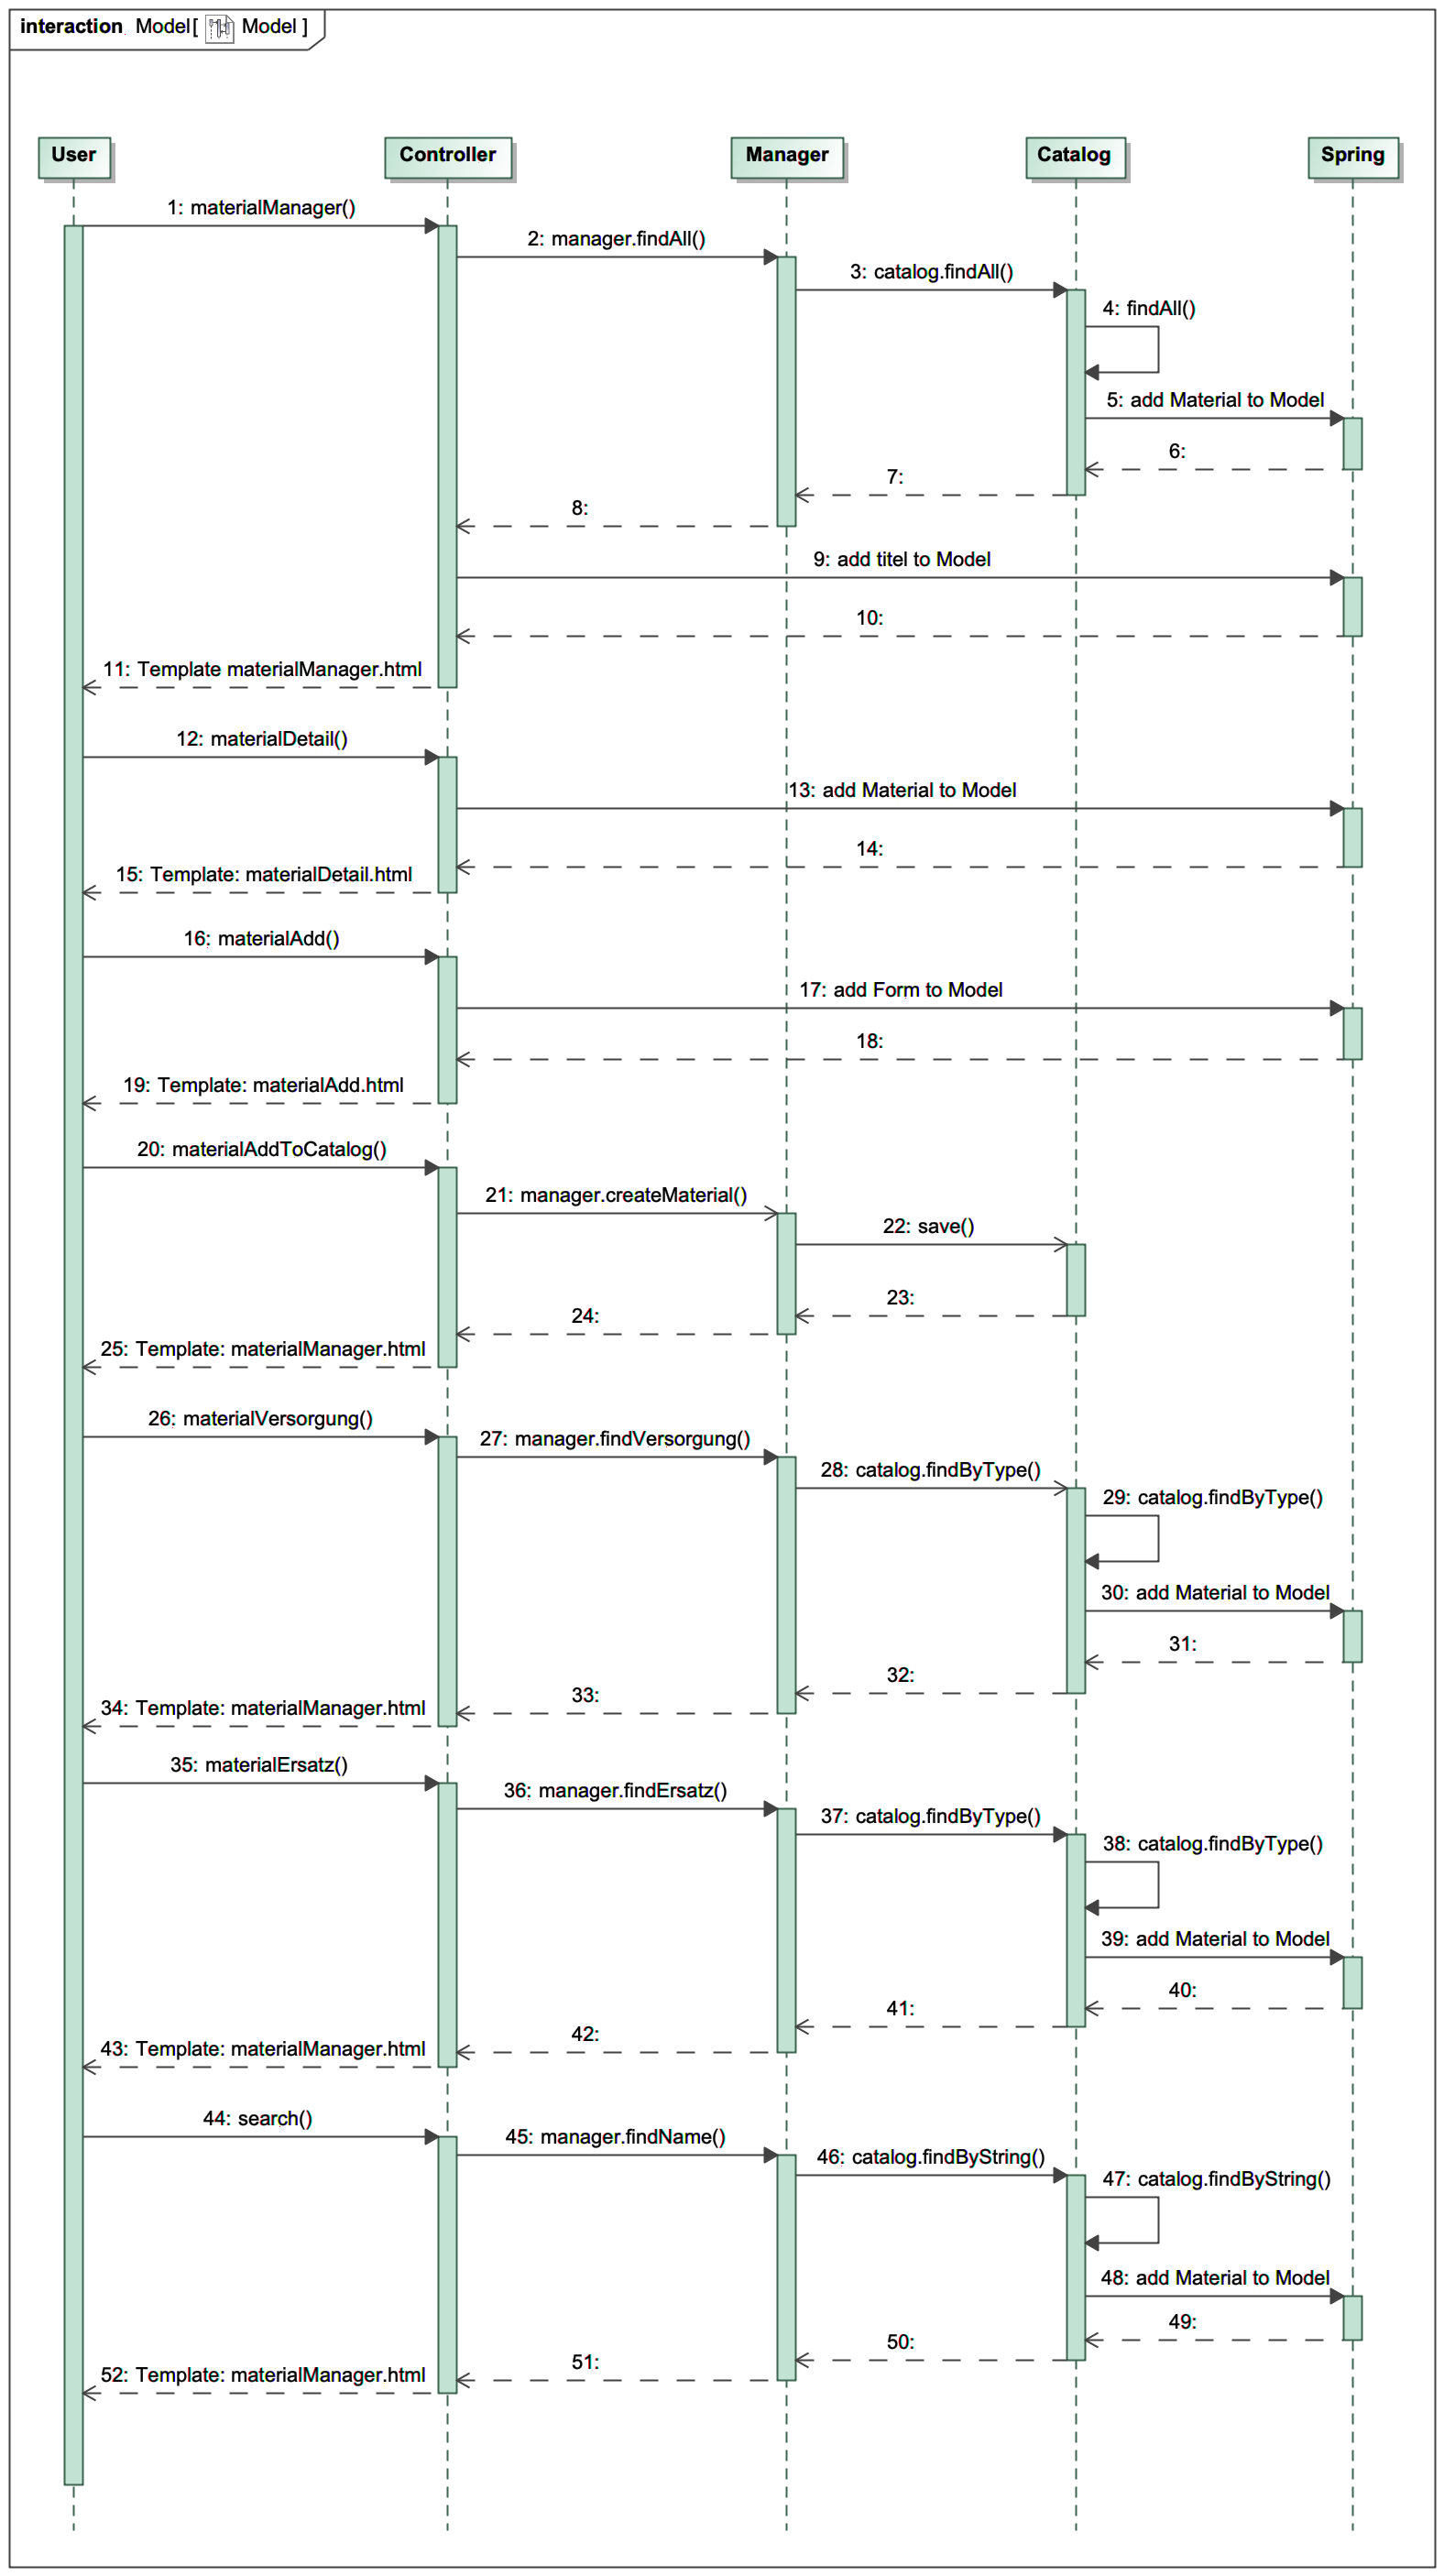 interaction Model[ Model ]
User Controller Manager Catalog Spring
1: materialManager()
2: manager.findAll()
3: catalog.findAll()
4: findAll()
5: add Material to Model
6:
7:
8:
9: add titel to Model
10:
11: Template materialManager.html
12: materialDetail()
13: add Material to Model
14:
15: Template: materialDetail.html
16: materialAdd()
17: add Form to Model
18:
19: Template: materialAdd.html
20: materialAddToCatalog()
21: manager.createMaterial()
22: save()
23:
24:
25: Template: materialManager.html
26: materialVersorgung()
27: manager.findVersorgung()
28: catalog.findByType()
29: catalog.findByType()
30: add Material to Model
31:
32:
33:
34: Template: materialManager.html
35: materialErsatz()
36: manager.findErsatz()
37: catalog.findByType()
38: catalog.findByType()
39: add Material to Model
40:
41:
42:
43: Template: materialManager.html
44: search()
45: manager.findName()
46: catalog.findByString()
47: catalog.findByString()
48: add Material to Model
49:
50:
51:
52: Template: materialManager.html